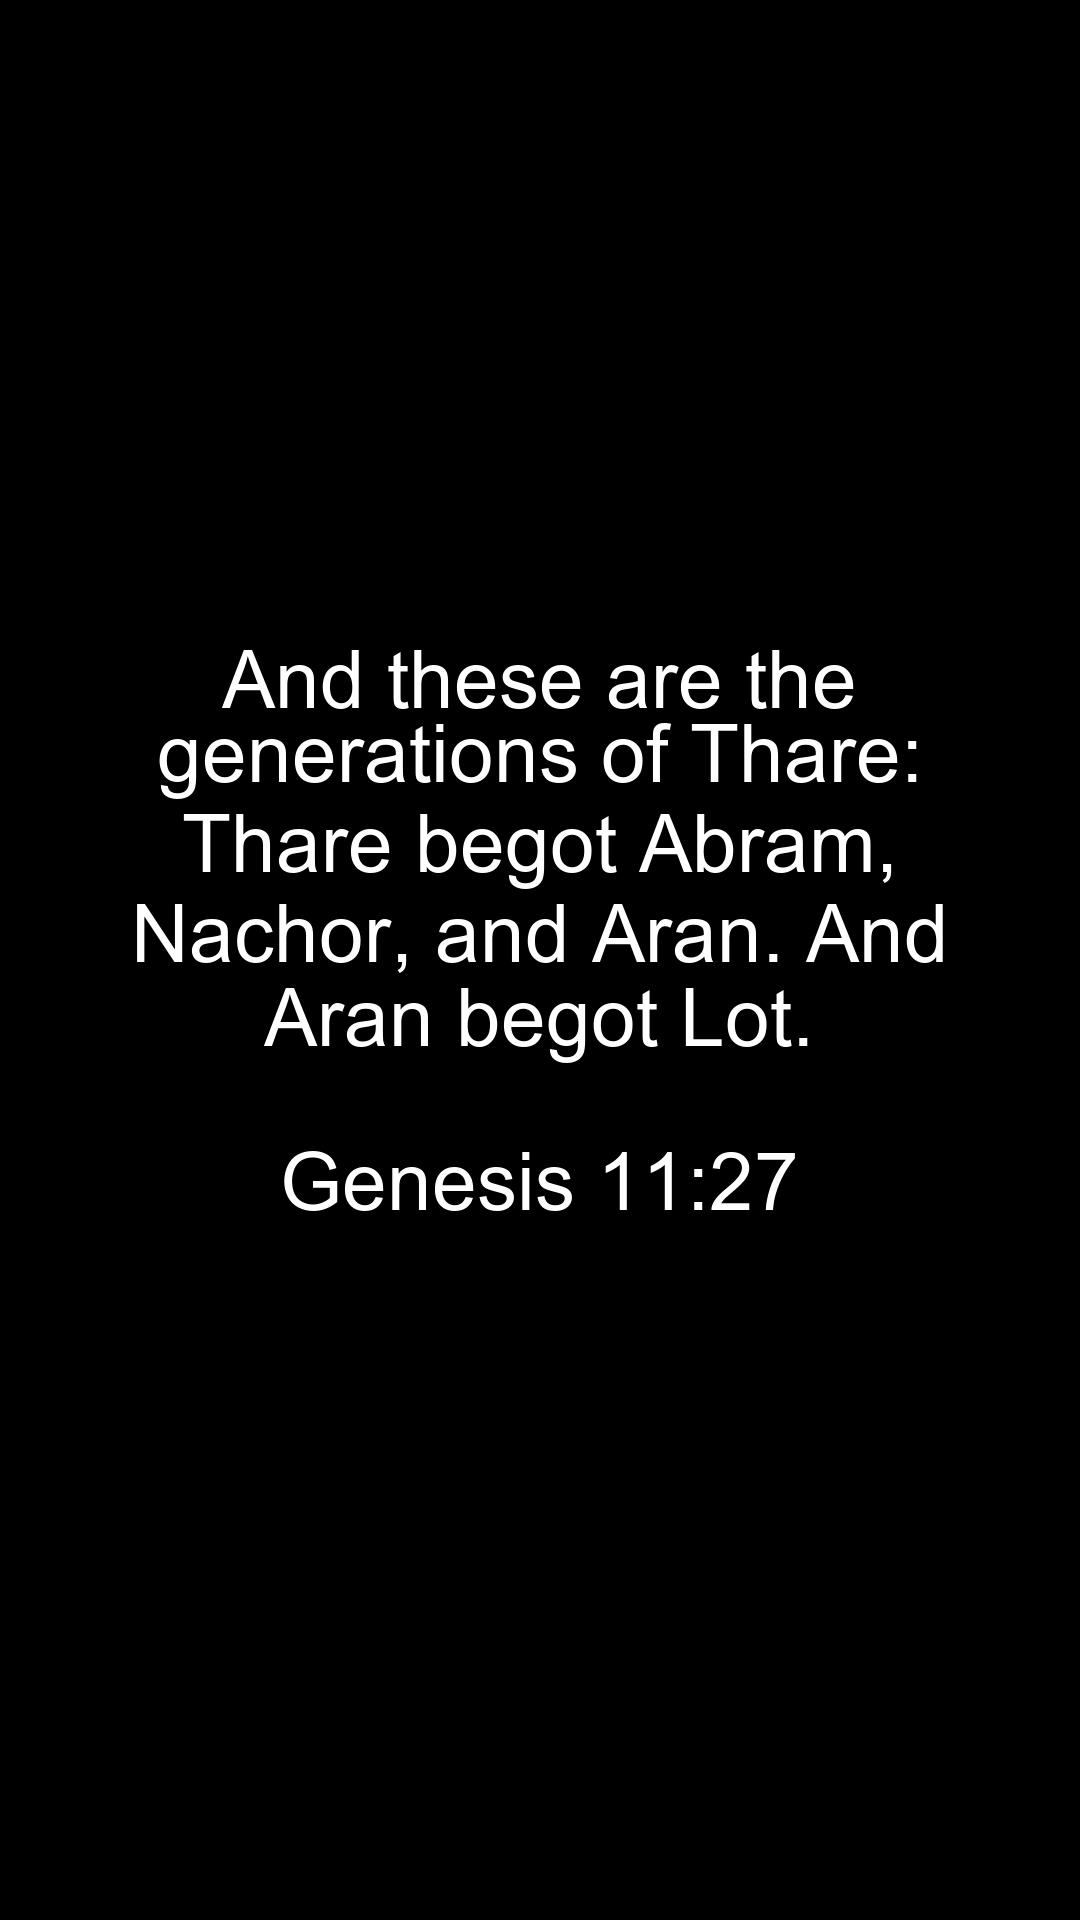 And these are the
generations of Thare:
Thare begot Abram,
Nachor, and Aran. And
Aran begot Lot.
Genesis 11:27